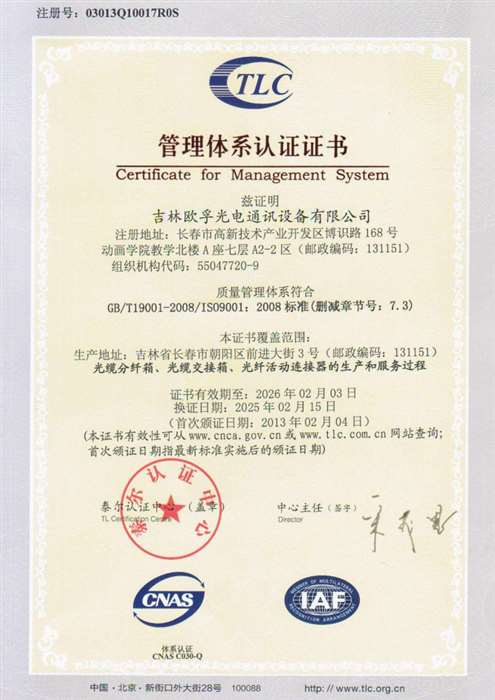 注册号：03013Q10017R0S
TLC
管理体系认证证书
Certificate for Management System
兹证明
吉林欧孚光电通讯设备有限公司
注册地址：长春市高新技术产业开发区博识路168号
动画学院教学北楼A座七层A2-2区（邮政编码：131151)
组织机构代码：55047720-9
质量管理体系符合
GB/T19001-2008/ISO9001：2008标准(删减章节号：7.3)
本证书覆盖范围：
生产地址：吉林省长春市朝阳区前进大街3号（邮政编码：131151)
光缆分纤箱、光缆交接箱、光纤活动连接器的生产和服务过程
证书有效期至：2026年02月03日
换证日期：2025年02月15日
（首次颁证日期：2013年02月04日）
(本证书有效性可从www.cnca.gov.cn或www.tlc.com.cn网站查询;
首次颁证日期指最新标准实施后的颁证日期)
泰尔认证中心（盖章）
TL Certification Centre
中心主任（签字）
Director
泰尔认证中心
CNAS
MEMBER OF MULTILATERAL
IAF
RECOGNITION ARRANGEMENT
体系认证
CNAS C030-Q
中国·北京·新街口外大街28号 100088 http://www.tlc.org.cn